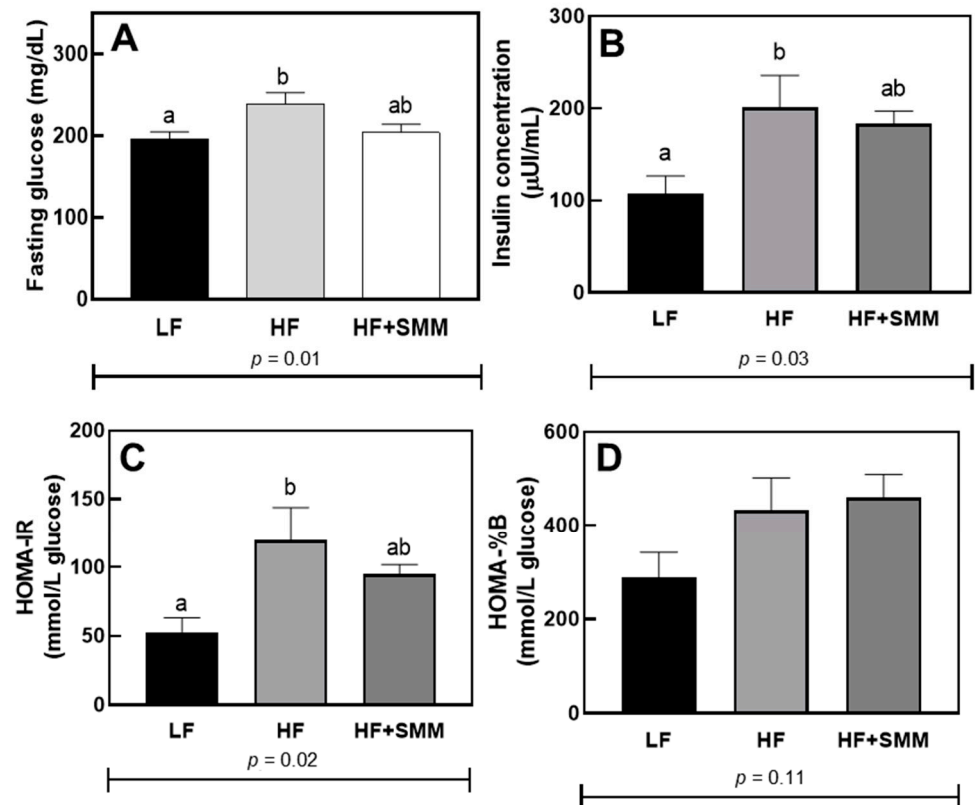 A
Fasting glucose (mg/dL)
300
200
100
0
a
b
ab
LF HF HF+SMM
p = 0.01
B
Insulin concentration
(μUI/mL)
300
200
100
0
a
b
ab
LF HF HF+SMM
p = 0.03
C
HOMA-IR
(mmol/L glucose)
200
150
100
50
0
a
b
ab
LF HF HF+SMM
p = 0.02
D
HOMA-%B
(mmol/L glucose)
600
400
200
0
LF HF HF+SMM
p = 0.11